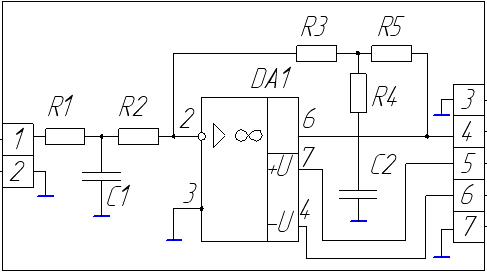 R3 R5
DA1
R1 R2 2 6 R4 3
1 4
7 C2 5
2 +U
C1 3 6
-U 4 7